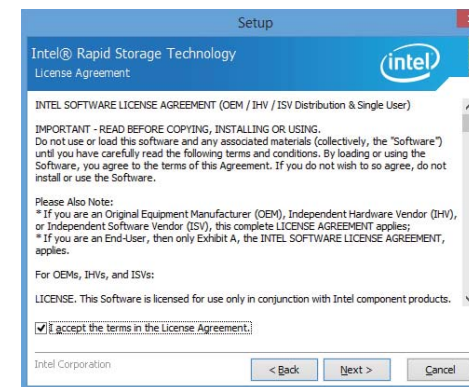 Setup
Intel® Rapid Storage Technology
License Agreement
intel
INTEL SOFTWARE LICENSE AGREEMENT (OEM / IHV / ISV Distribution & Single User)
IMPORTANT - READ BEFORE COPYING, INSTALLING OR USING.
Do not use or load this software and any associated materials (collectively, the "Software")
until you have carefully read the following terms and conditions. By loading or using the
Software, you agree to the terms of this Agreement. If you do not wish to so agree, do not
install or use the Software.
Please Also Note:
* If you are an Original Equipment Manufacturer (OEM), Independent Hardware Vendor (IHV),
or Independent Software Vendor (ISV), this complete LICENSE AGREEMENT applies;
* If you are an End-User, then only Exhibit A, the INTEL SOFTWARE LICENSE AGREEMENT,
applies.
For OEMs, IHVs, and ISVs:
LICENSE. This Software is licensed for use only in conjunction with Intel component products.
I accept the terms in the License Agreement.
Intel Corporation
< Back
Next >
Cancel